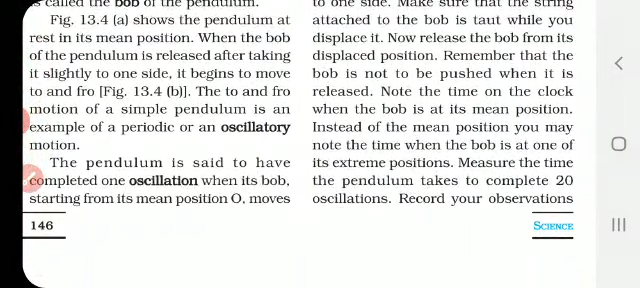 is called the bob of the pendulum.
Fig. 13.4 (a) shows the pendulum at
rest in its mean position. When the bob
of the pendulum is released after taking
it slightly to one side, it begins to move
to and fro [Fig. 13.4 (b)]. The to and fro
motion of a simple pendulum is an
example of a periodic or an oscillatory
motion.
The pendulum is said to have
completed one oscillation when its bob,
starting from its mean position O, moves
to one side. Make sure that the string
attached to the bob is taut while you
displace it. Now release the bob from its
displaced position. Remember that the
bob is not to be pushed when it is
released. Note the time on the clock
when the bob is at its mean position.
Instead of the mean position you may
note the time when the bob is at one of
its extreme positions. Measure the time
the pendulum takes to complete 20
oscillations. Record your observations
146
SCIENCE